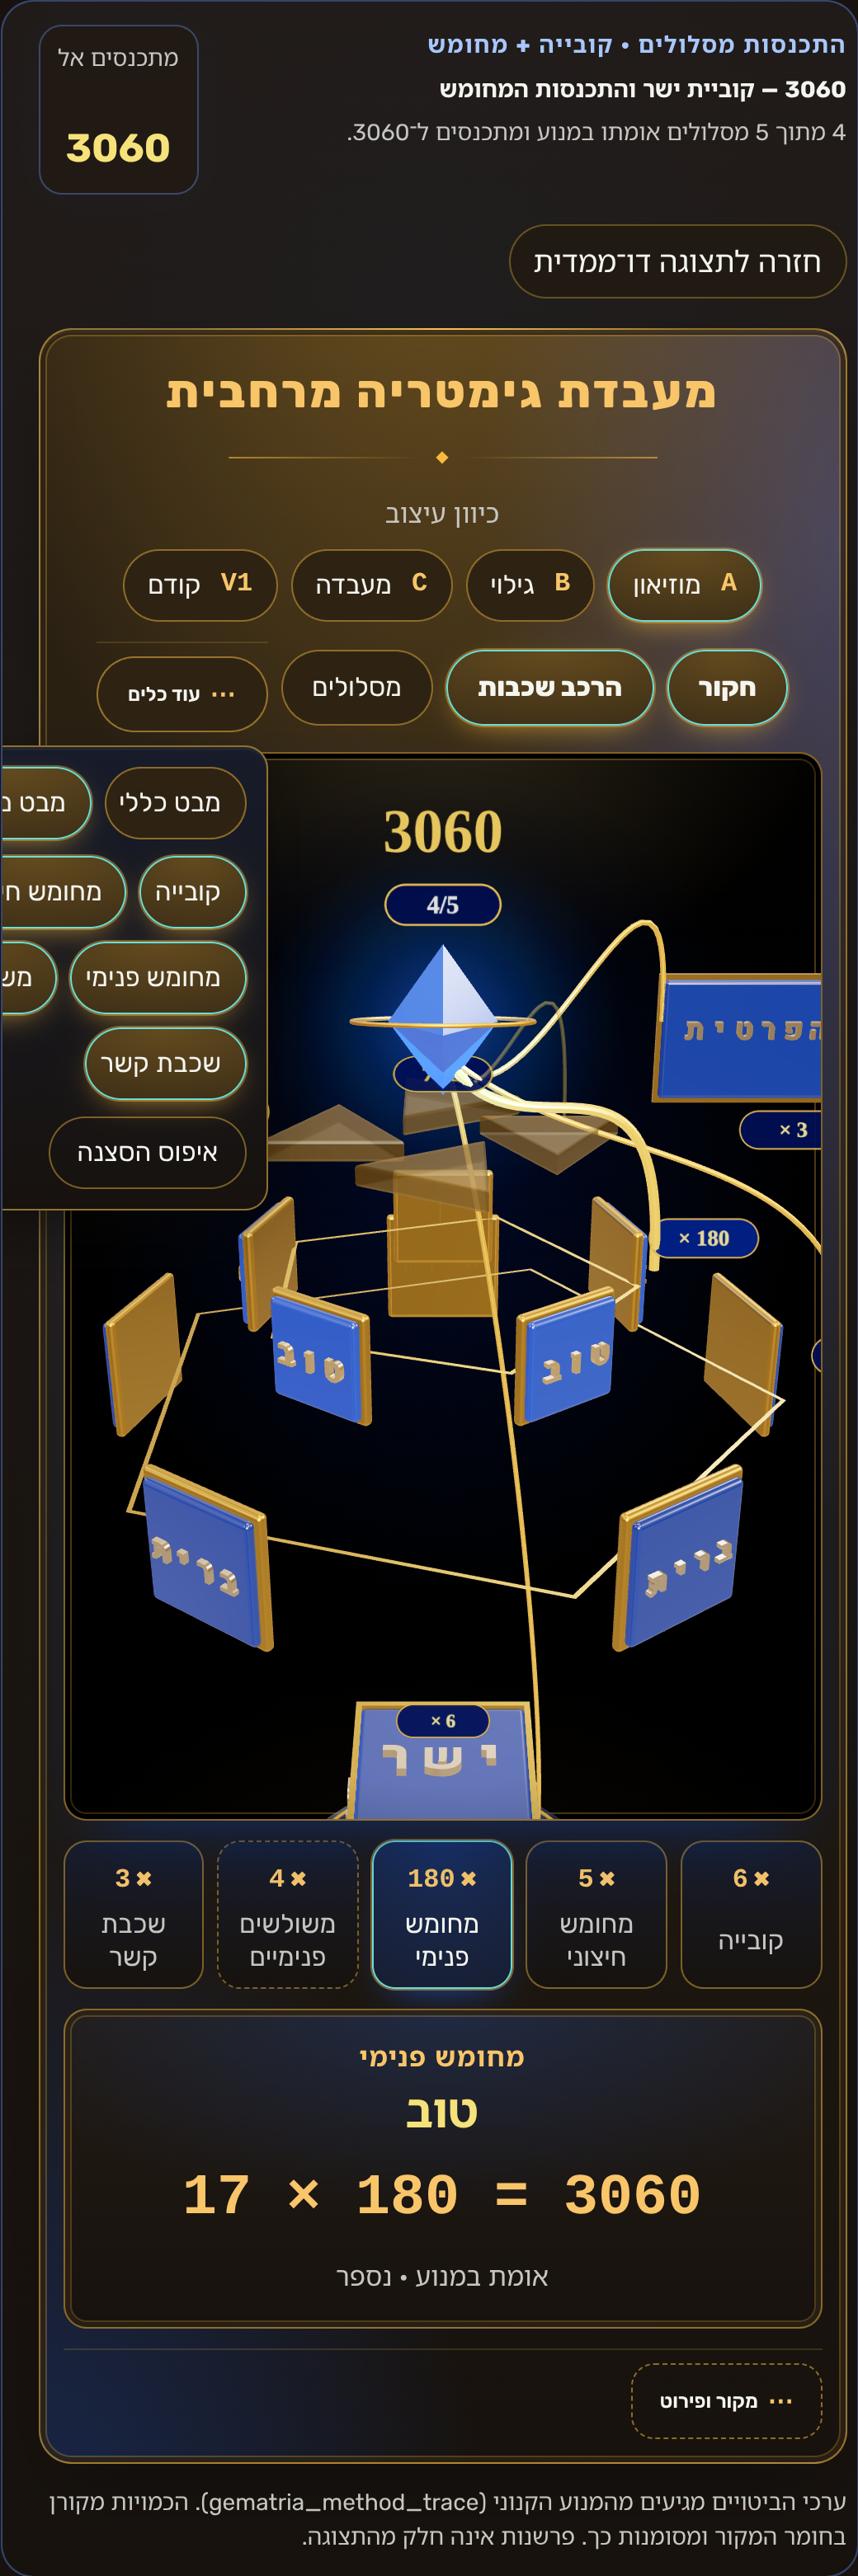 התכנסות מסלולים • קובייה + מחומש
3060 – קוביית ישר והתכנסות המחומש
4 מתוך 5 מסלולים אומתו במנוע ומתכנסים ל־3060.
מתכנסים אל
3060
חזרה לתצוגה דו־ממדית
מעבדת גימטריה מרחבית
כיוון עיצוב
A מוזיאון
B גילוי
C מעבדה
V1 קודם
חקור
הרכב שכבות
מסלולים
··· עוד כלים
מבט כללי
מבט
קובייה
מחומש
מחומש פנימי
שכבת קשר
איפוס הסצנה
3060
4/5
הפרטית
× 3
× 180
טוב
טוב
ברית
ברית
× 6
ישר
6 ×
קובייה
5 ×
מחומש
חיצוני
180 ×
מחומש
פנימי
4 ×
משולשים
פנימיים
3 ×
שכבת
קשר
מחומש פנימי
טוב
17 × 180 = 3060
אומת במנוע • נספר
··· מקור ופירוט
ערכי הביטויים מגיעים מהמנוע הקנוני (gematria_method_trace). הכמויות מקורן
בחומר המקור ומסומנות כך. פרשנות אינה חלק מהתצוגה.